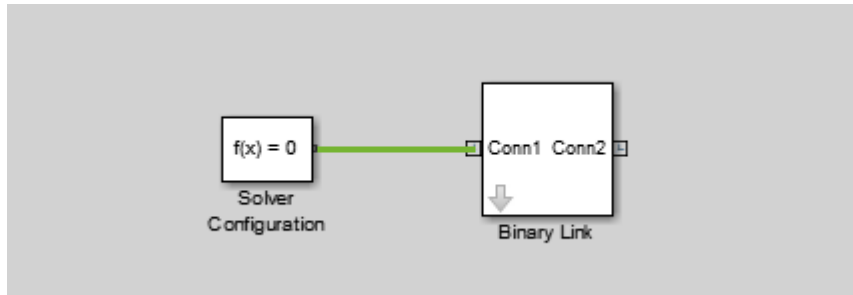 f(x) = 0
Conn1 Conn2
Solver
Configuration
Binary Link